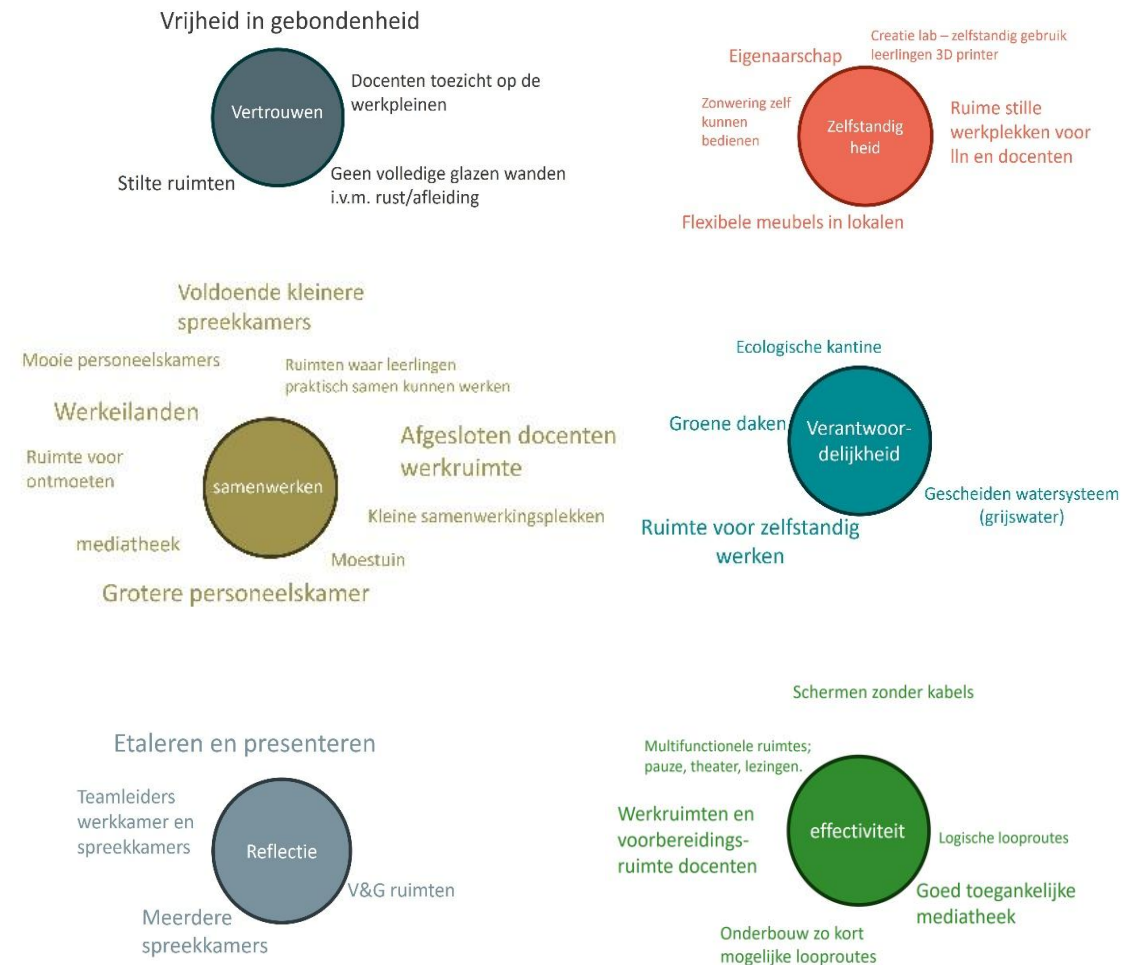 Vrijheid in gebondenheid
Vertrouwen
Docenten toezicht op de
werkpleinen
Stilte ruimten
Geen volledige glazen wanden
i.v.m. rust/afleiding
Eigenaarschap
Creatie lab – zelfstandig gebruik
leerlingen 3D printer
Zonwering zelf
kunnen
bedienen
Zelfstandig
heid
Ruime stille
werkplekken voor
lln en docenten
Flexibele meubels in lokalen
Voldoende kleinere
spreekkamers
Mooie personeelskamers
Ruimten waar leerlingen
praktisch samen kunnen werken
Werkeilanden
Afgesloten docenten
werkruimte
Ruimte voor
ontmoeten
samenwerken
Kleine samenwerkingsplekken
mediatheek
Moestuin
Grotere personeelskamer
Ecologische kantine
Groene daken
Verantwoor-
delijkheid
Gescheiden watersysteem
(grijswater)
Ruimte voor zelfstandig
werken
Etaleren en presenteren
Teamleiders
werkkamer en
spreekkamers
Reflectie
V&G ruimten
Meerdere
spreekkamers
Schermen zonder kabels
Multifunctionele ruimtes;
pauze, theater, lezingen.
Werkruimten en
voorbereidings-
ruimte docenten
effectiviteit
Logische looproutes
Goed toegankelijke
mediatheek
Onderbouw zo kort
mogelijke looproutes